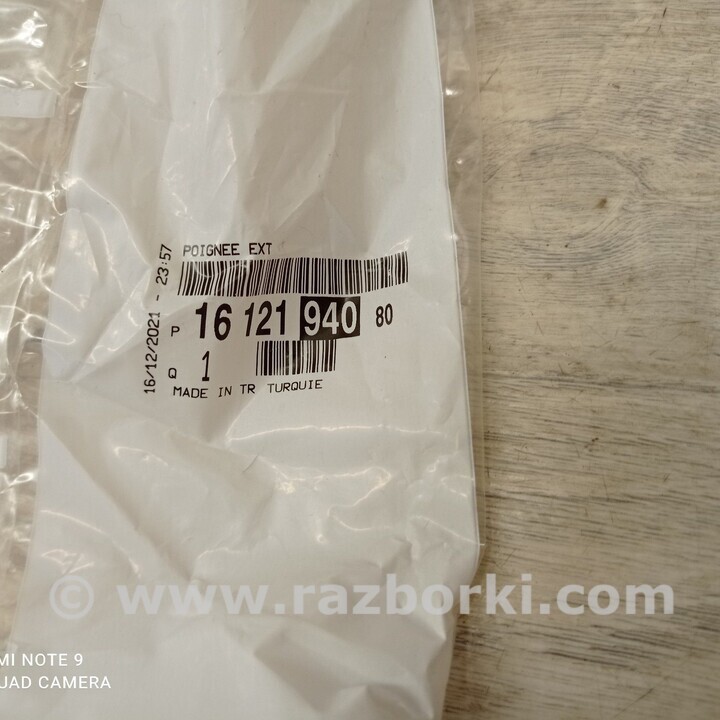 POIGNEE EXT
P 16 121 940 80
Q 1
MADE IN TR TURQUIE
16/12/2021 - 23:57
© www.razborki.com
MI NOTE 9
QUAD CAMERA